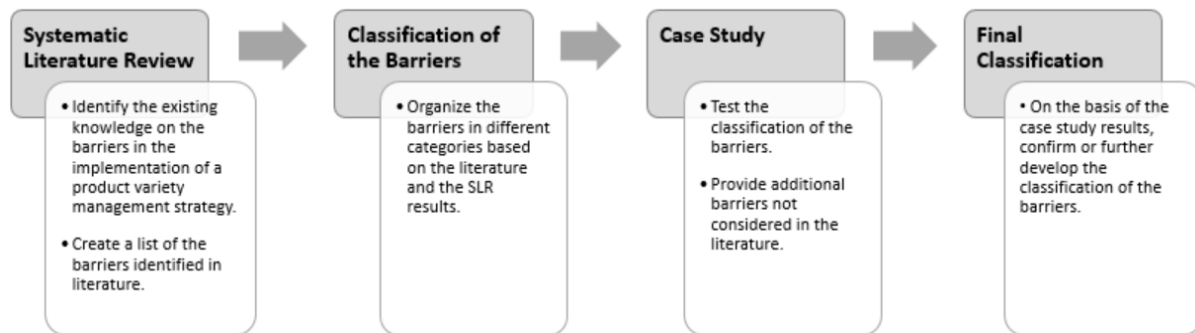 Systematic
Literature Review
• Identify the existing
knowledge on the
barriers in the
implementation of a
product variety
management strategy.
• Create a list of the
barriers identified in
literature.
Classification of
the Barriers
• Organize the
barriers in different
categories based
on the literature
and the SLR
results.
Case Study
• Test the
classification of the
barriers.
• Provide additional
barriers not
considered in the
literature.
Final
Classification
• On the basis of the
case study results,
confirm or further
develop the
classification of the
barriers.